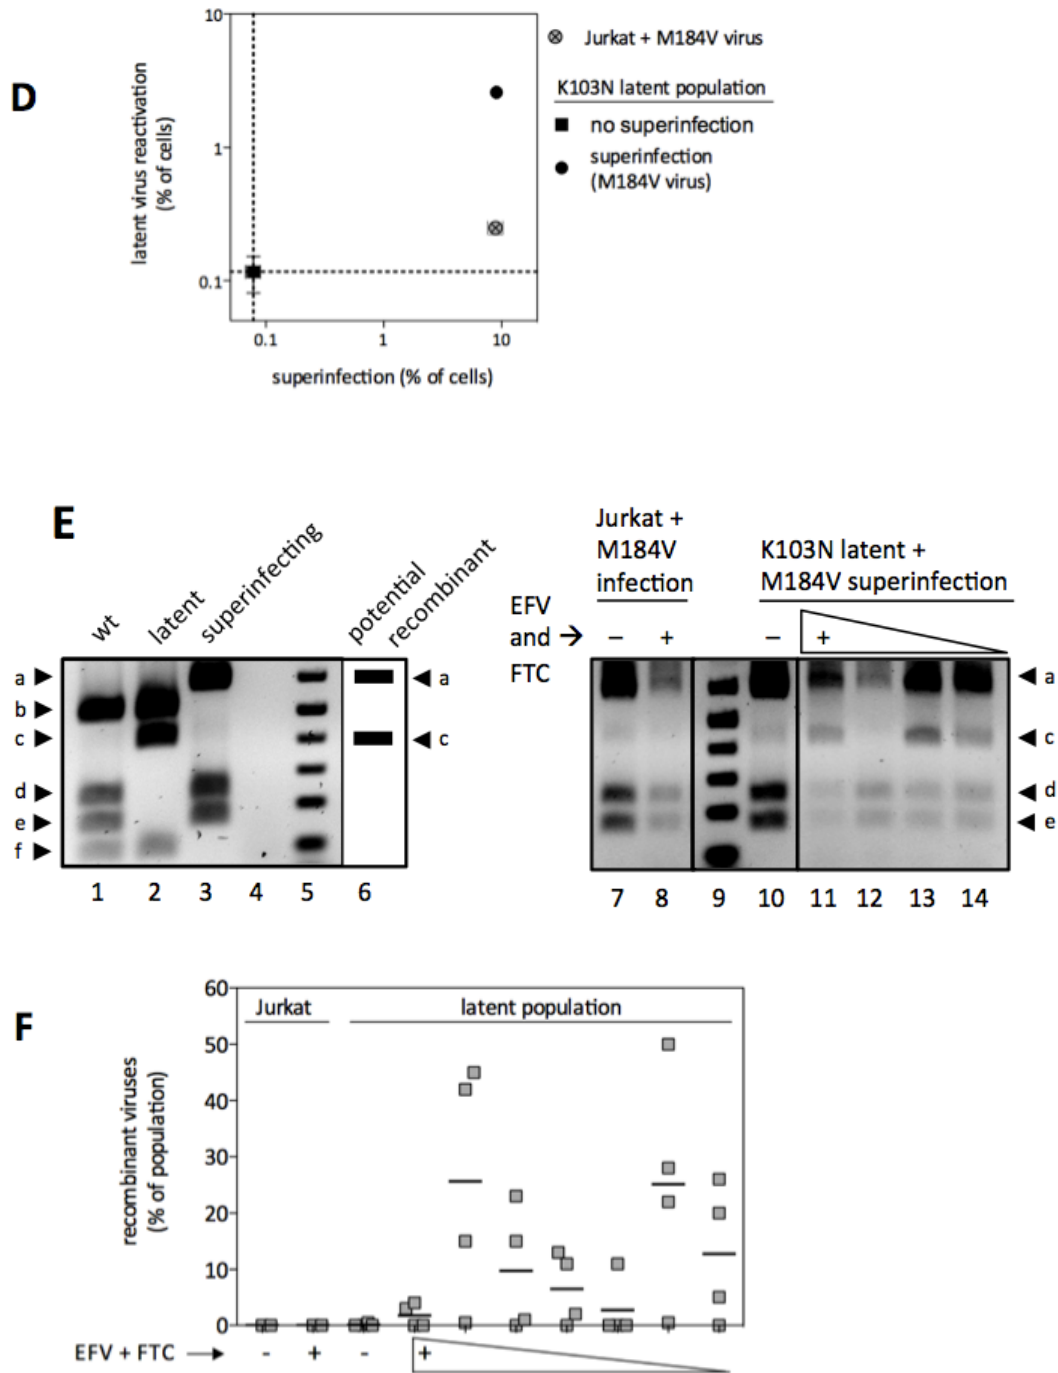 D
10
1
0.1
latent virus reactivation
(% of cells)
0.1
1
10
superinfection (% of cells)
Jurkat + M184V virus
K103N latent population
no superinfection
superinfection
(M184V virus)
E
wt
latent
superinfecting
potential
recombinant
a
b
c
d
e
f
a
c
1 2 3 4 5 6
Jurkat +
M184V
infection
K103N latent +
M184V superinfection
EFV
and →
FTC
− + − +
a
c
d
e
7 8 9 10 11 12 13 14
F
60
50
40
30
20
10
0
recombinant viruses
(% of population)
Jurkat
latent population
EFV + FTC → - + - +